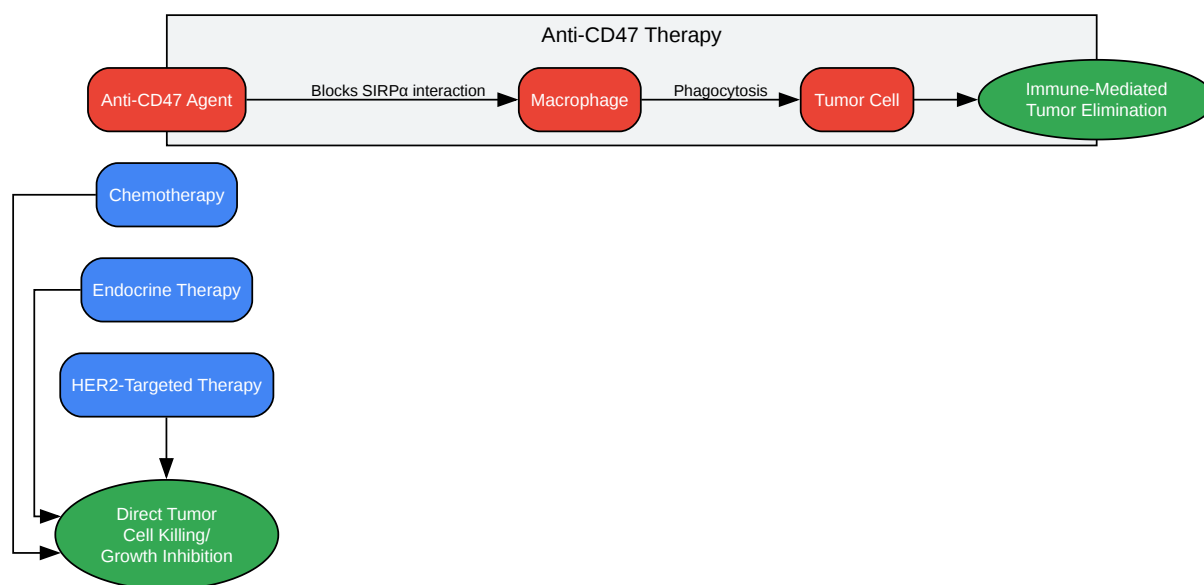 Anti-CD47 Therapy
Anti-CD47 Agent
Blocks SIRPα interaction
Macrophage
Phagocytosis
Tumor Cell
Immune-Mediated
Tumor Elimination
Chemotherapy
Endocrine Therapy
HER2-Targeted Therapy
Direct Tumor
Cell Killing/
Growth Inhibition